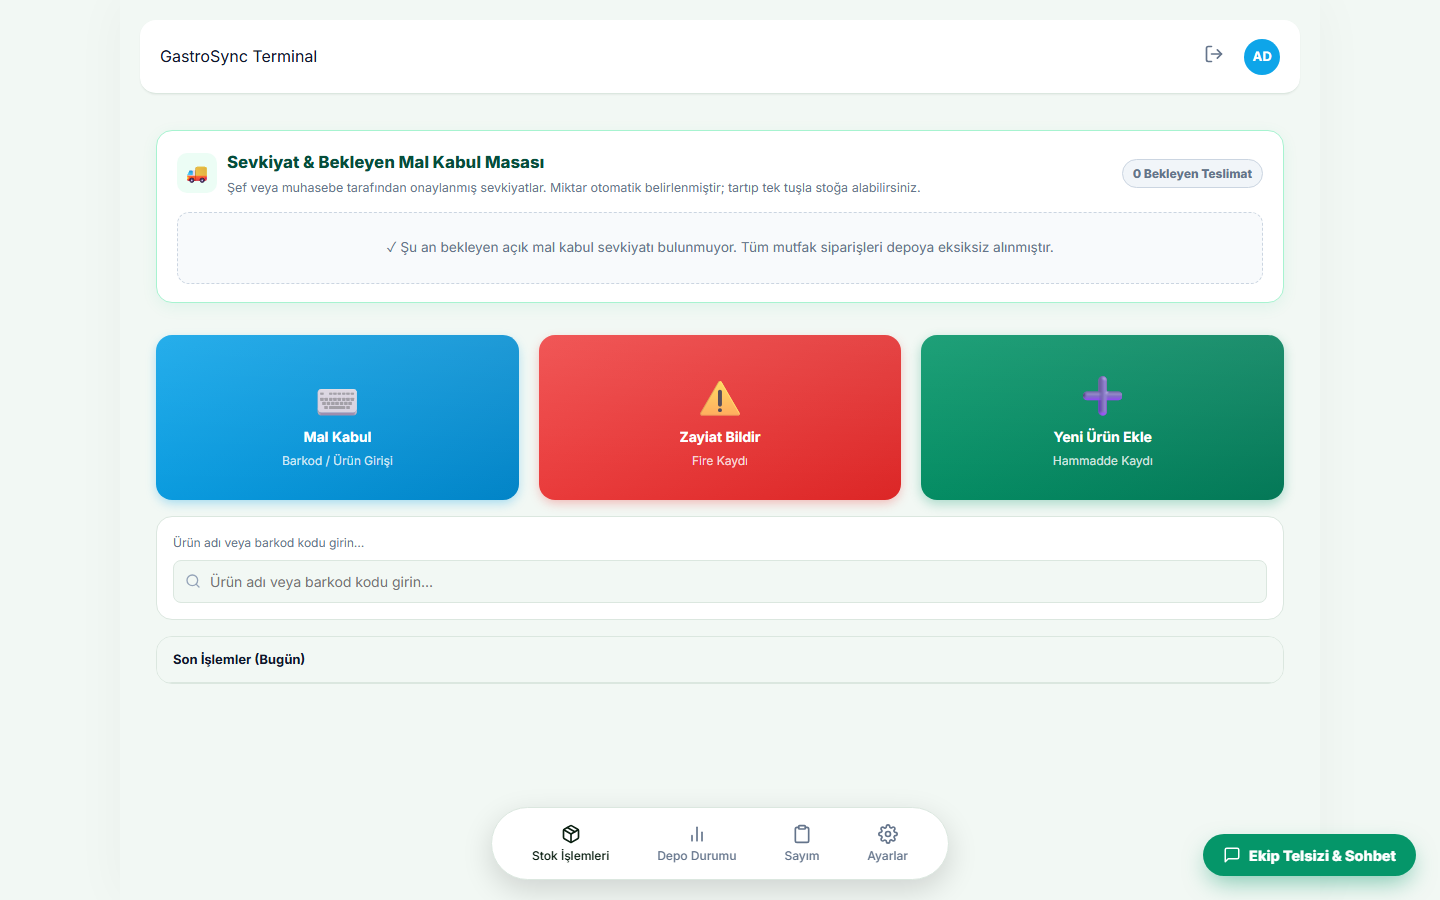 GastroSync Terminal
AD
Sevkiyat & Bekleyen Mal Kabul Masası
Şef veya muhasebe tarafından onaylanmış sevkiyatlar. Miktar otomatik belirlenmiştir; tartıp tek tuşla stoğa alabilirsiniz.
0 Bekleyen Teslimat
✓ Şu an bekleyen açık mal kabul sevkiyatı bulunmuyor. Tüm mutfak siparişleri depoya eksiksiz alınmıştır.
Mal Kabul
Barkod / Ürün Girişi
Zayiat Bildir
Fire Kaydı
Yeni Ürün Ekle
Hammadde Kaydı
Ürün adı veya barkod kodu girin...
Ürün adı veya barkod kodu girin...
Son İşlemler (Bugün)
Stok İşlemleri
Depo Durumu
Sayım
Ayarlar
Ekip Telsizi & Sohbet